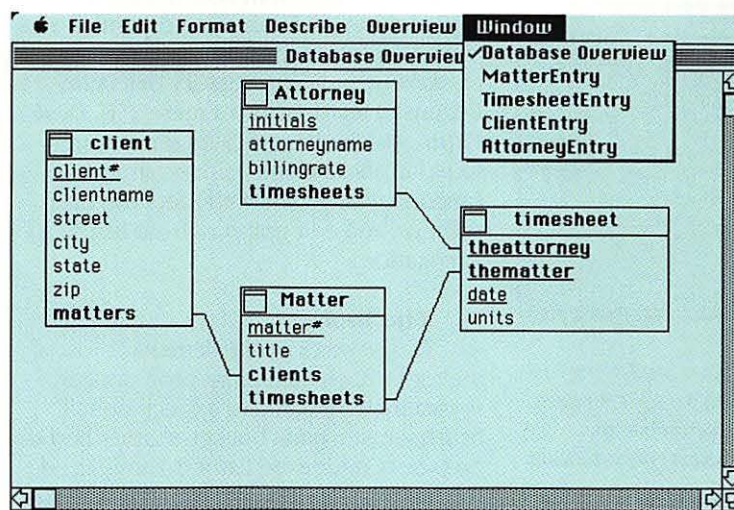 File Edit Format Describe Overview Window
Database Overview
✓Database Overview
MatterEntry
TimesheetEntry
ClientEntry
AttorneyEntry
Attorney
initials
attorneyname
billingrate
timesheets
client
client#
clientname
street
city
state
zip
matters
timesheet
theattorney
thematter
date
units
Matter
matter#
title
clients
timesheets